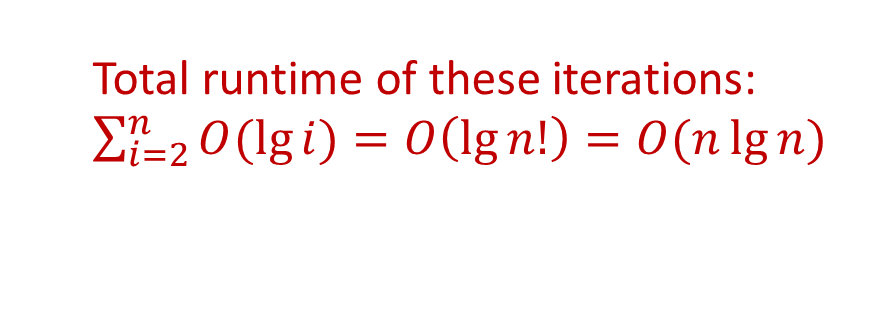 Total runtime of these iterations:
∑ⁿᵢ₌₂ 𝑂(lg 𝑖) = 𝑂(lg 𝑛!) = 𝑂(𝑛 lg 𝑛)